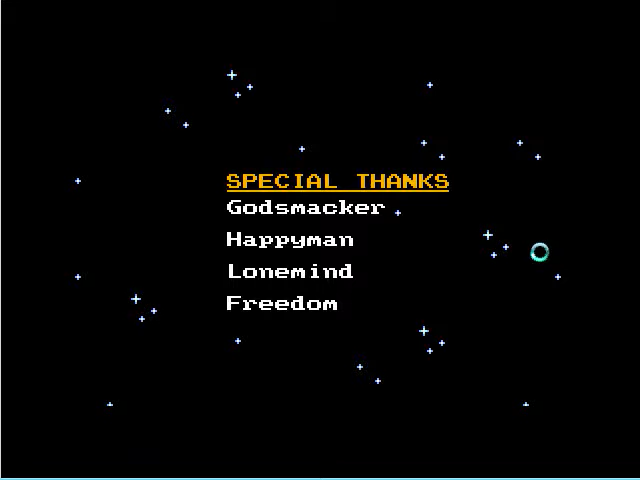 SPECIAL THANKS
Godsmacker
Happyman
Lonemind
Freedom